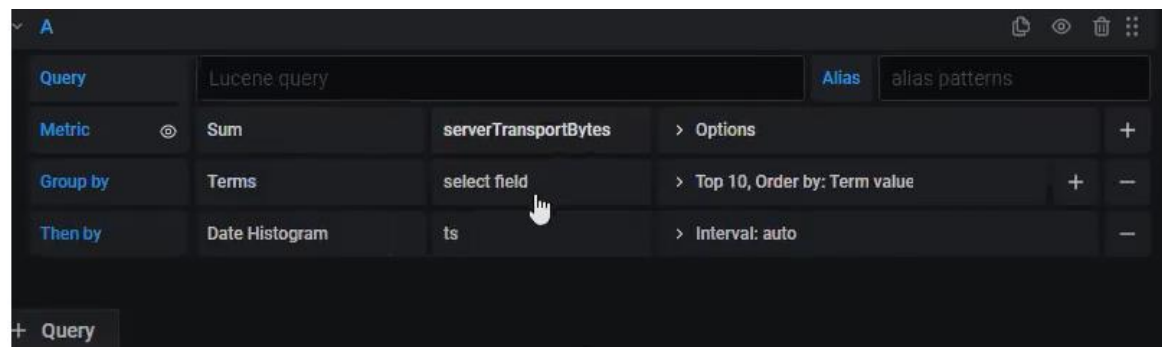 A
Query Lucene query Alias alias patterns
Metric Sum serverTransportBytes > Options +
Group by Terms select field > Top 10, Order by: Term value + −
Then by Date Histogram ts > Interval: auto −
+ Query